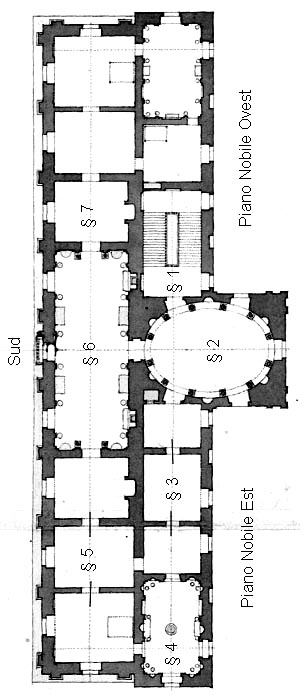 Sud
Piano Nobile Ovest
§ 7
§ 1
§ 6
§ 2
§ 5
§ 3
Piano Nobile Est
§ 4